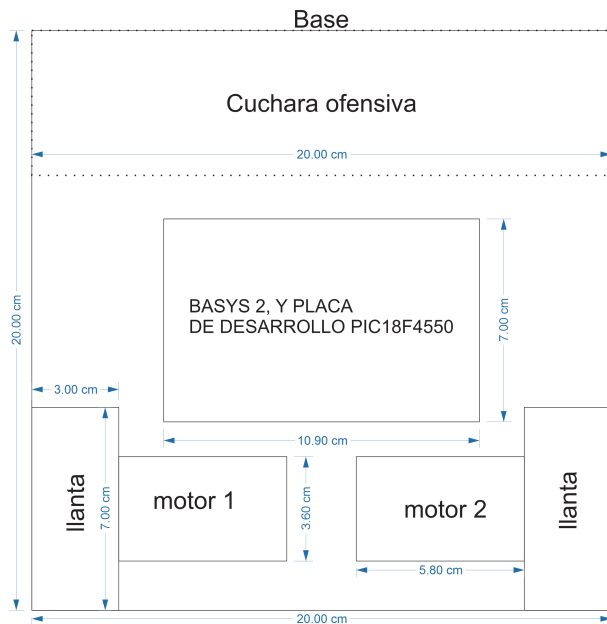 Base
Cuchara ofensiva
20.00 cm
BASYS 2, Y PLACA
DE DESARROLLO PIC18F4550
7.00 cm
20.00 cm
3.00 cm
10.90 cm
llanta
7.00 cm
motor 1
3.60 cm
motor 2
llanta
5.80 cm
20.00 cm